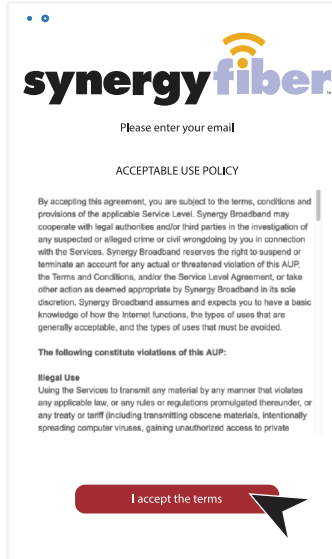 synergy fiber
Please enter your email
ACCEPTABLE USE POLICY
By accepting this agreement, you are subject to the terms, conditions and
provisions of the applicable Service Level. Synergy Broadband may
cooperate with legal authorities and/or third parties in the investigation of
any suspected or alleged crime or civil wrongdoing by you in connection
with the Services. Synergy Broadband reserves the right to suspend or
terminate an account for any actual or threatened violation of this AUP,
the Terms and Conditions, and/or the Service Level Agreement, or take
other action as deemed appropriate by Synergy Broadband in its sole
discretion. Synergy Broadband assumes and expects you to have a basic
knowledge of how the Internet functions, the types of uses that are
generally acceptable, and the types of uses that must be avoided.
The following constitute violations of this AUP:
Illegal Use
Using the Services to transmit any material by any manner that violates
any applicable law, or any rules or regulations promulgated thereunder, or
any treaty or tariff (including transmitting obscene materials, intentionally
spreading computer viruses, gaining unauthorized access to private
I accept the terms